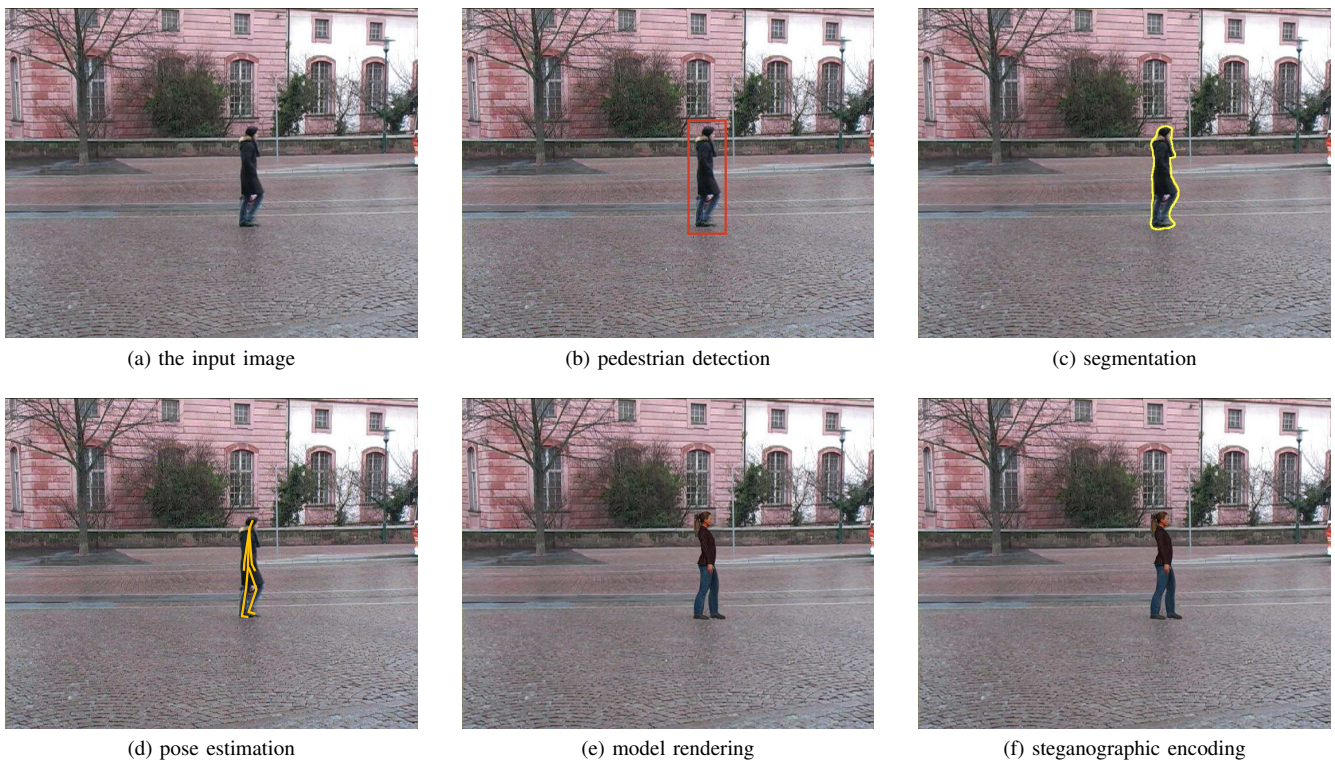 (a) the input image
(b) pedestrian detection
(c) segmentation
(d) pose estimation
(e) model rendering
(f) steganographic encoding